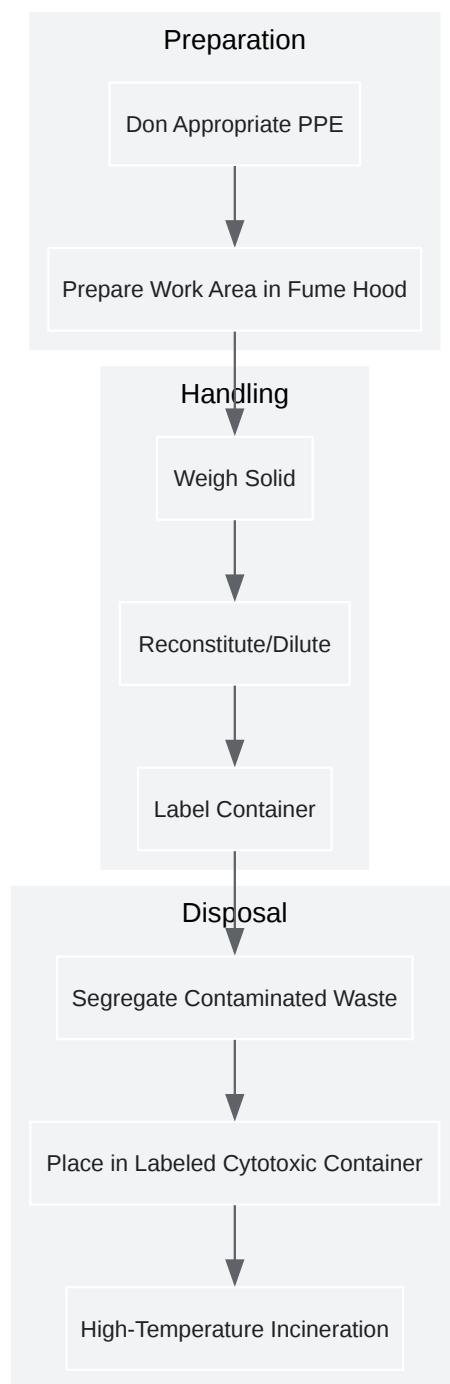 Preparation
Don Appropriate PPE
Prepare Work Area in Fume Hood
Handling
Weigh Solid
Reconstitute/Dilute
Label Container
Disposal
Segregate Contaminated Waste
Place in Labeled Cytotoxic Container
High-Temperature Incineration